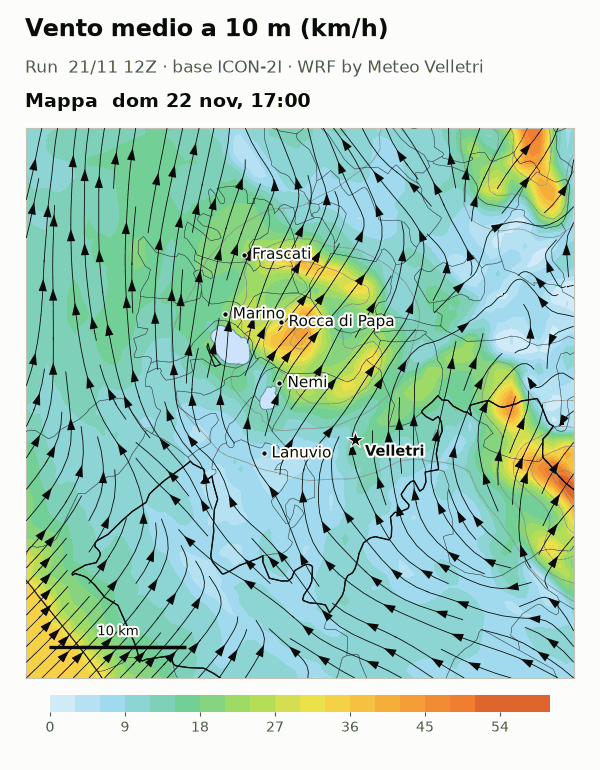 Vento medio a 10 m (km/h)
Run  21/11 12Z · base ICON-2I · WRF by Meteo Velletri
Mappa  dom 22 nov, 17:00
Frascati
Marino
Rocca di Papa
Nemi
Velletri
Lanuvio
10 km
0 9 18 27 36 45 54